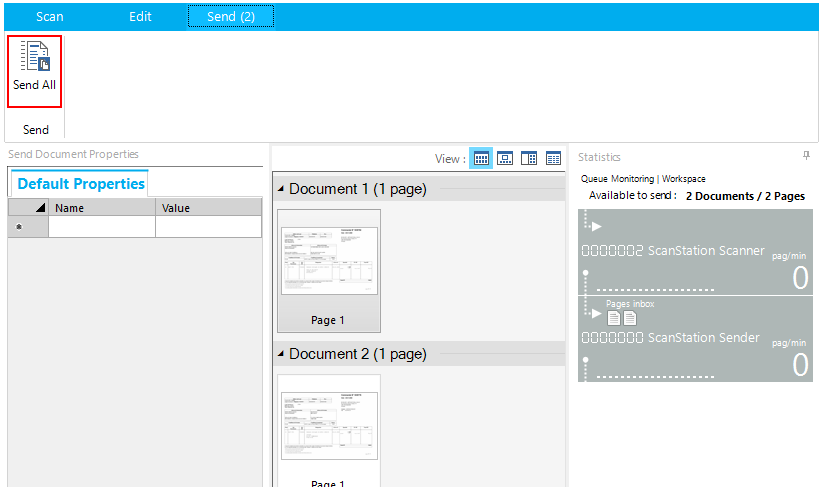 Scan Edit Send (2)
Send All
Send
Send Document Properties
Default Properties
Name Value
View :
Document 1 (1 page)
Page 1
Document 2 (1 page)
Page 1
Statistics
Queue Monitoring | Workspace
Available to send : 2 Documents / 2 Pages
0000002 ScanStation Scanner pag/min
0
Pages inbox
0000000 ScanStation Sender pag/min
0